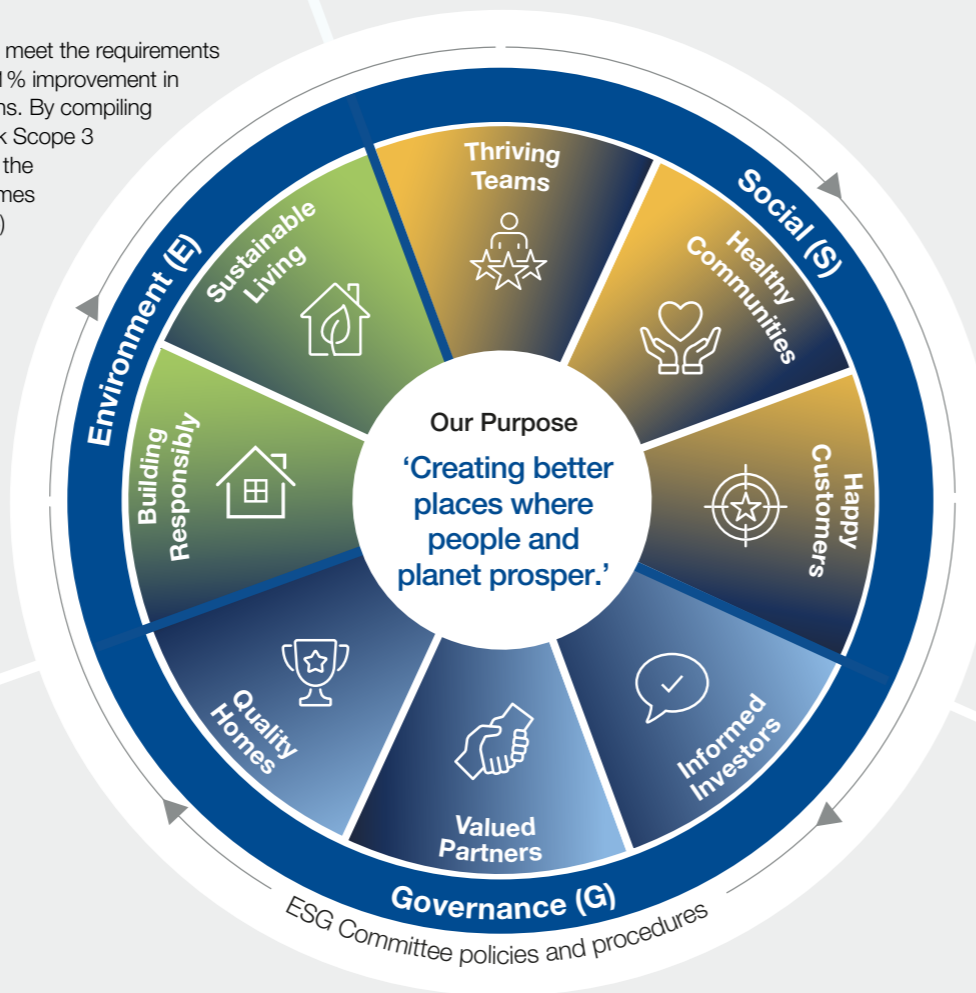 meet the requirements
1% improvement in
ns. By compiling
k Scope 3
the
mes
)
Environment (E)
Social (S)
Governance (G)
Thriving
Teams
Healthy
Communities
Happy
Customers
Informed
Investors
Valued
Partners
Quality
Homes
Building
Responsibly
Sustainable
Living
Our Purpose
‘Creating better
places where
people and
planet prosper.’
ESG Committee policies and procedures